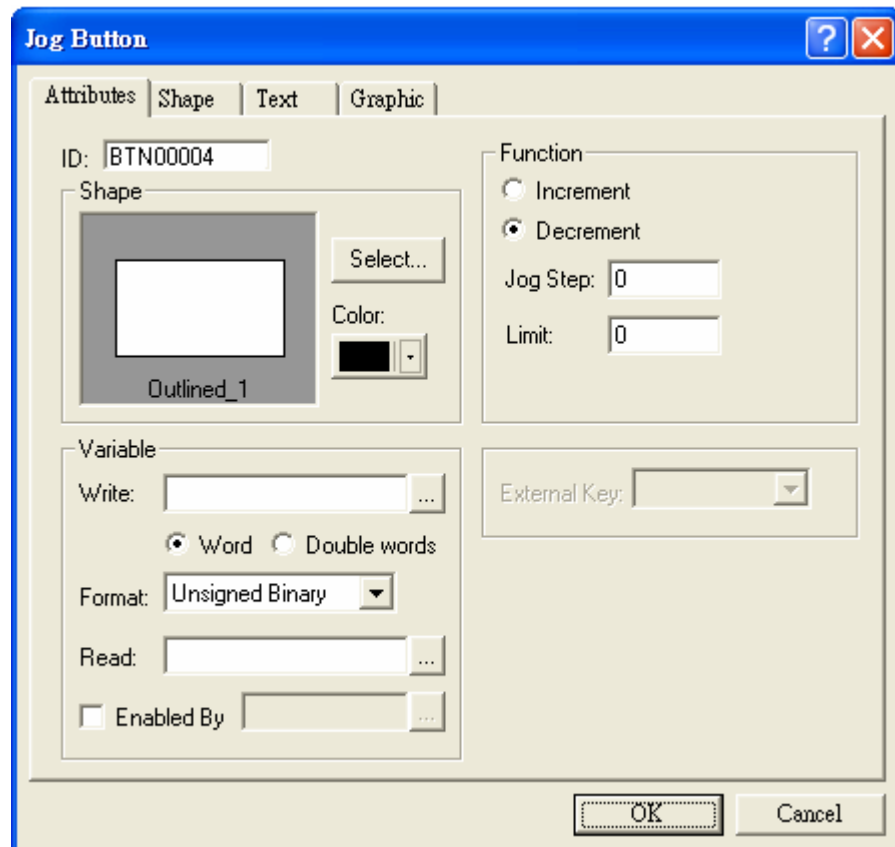 Jog Button
Attributes Shape Text Graphic
ID: BTN00004
Shape
Select...
Color:
Outlined_1
Function
Increment
Decrement
Jog Step: 0
Limit: 0
Variable
Write: ...
Word Double words
Format: Unsigned Binary
Read: ...
Enabled By ...
External Key:
OK Cancel